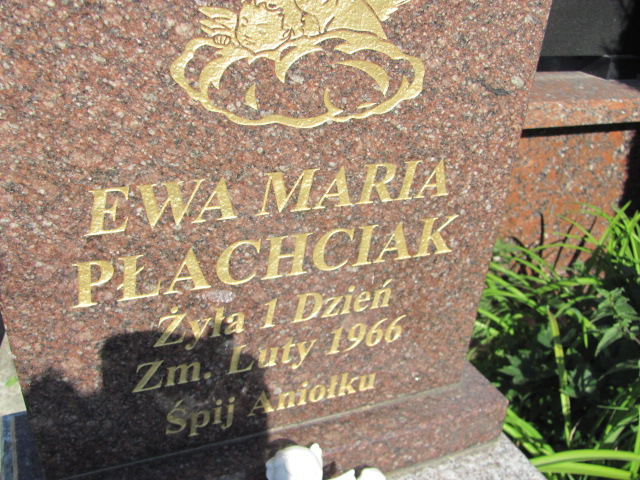 EWA MARIA
PŁACHCIAK
Żyła 1 Dzień
Zm. Luty 1966
Śpij Aniołku